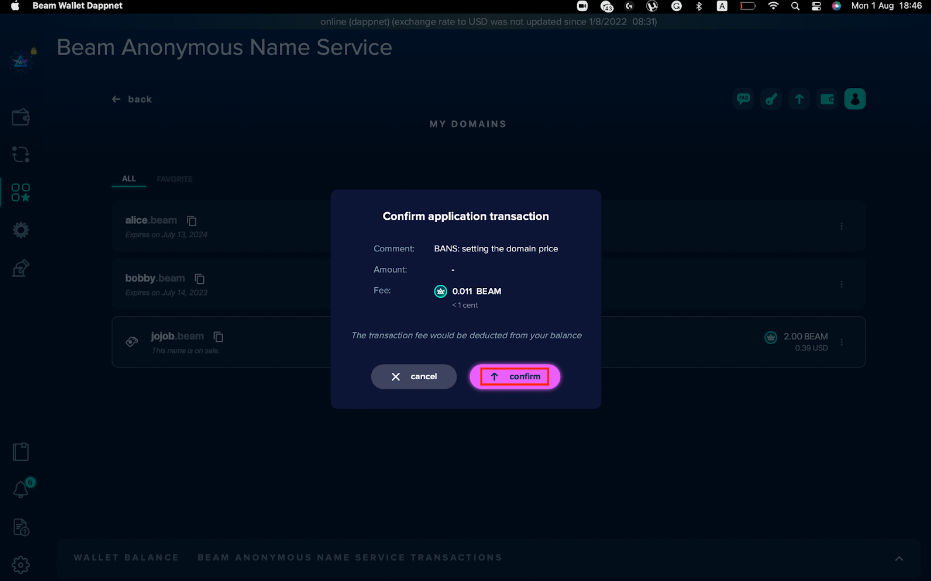 Beam Wallet Dappnet
A
Mon 1 Aug 18:46
online (dappnet) (exchange rate to USD was not updated since 1/8/2022 08:31)
Beam Anonymous Name Service
back
MY DOMAINS
ALL FAVORITE
alice.beam
Expires on July 13, 2024
bobby.beam
Expires on July 14, 2023
jojob.beam
This name is on sale.
2.00 BEAM
0.39 USD
Confirm application transaction
Comment: BANS: setting the domain price
Amount: -
Fee: 0.011 BEAM
< 1 cent
The transaction fee would be deducted from your balance
cancel confirm
6
WALLET BALANCE BEAM ANONYMOUS NAME SERVICE TRANSACTIONS